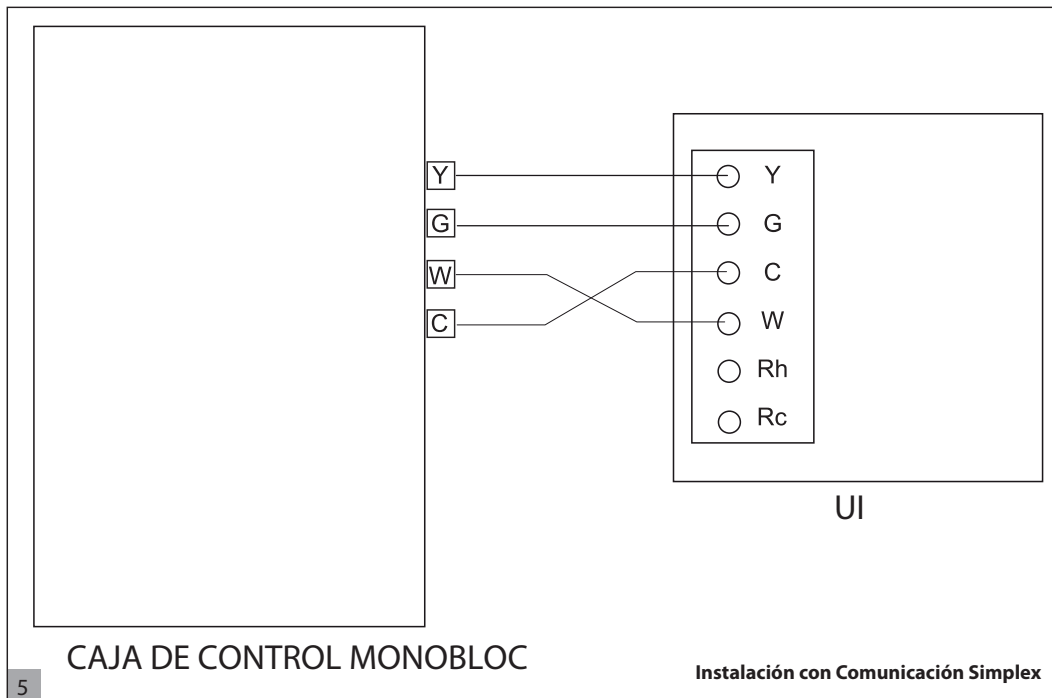 Y
G
W
C
Y
G
C
W
Rh
Rc
UI
CAJA DE CONTROL MONOBLOC
Instalación con Comunicación Simplex
5